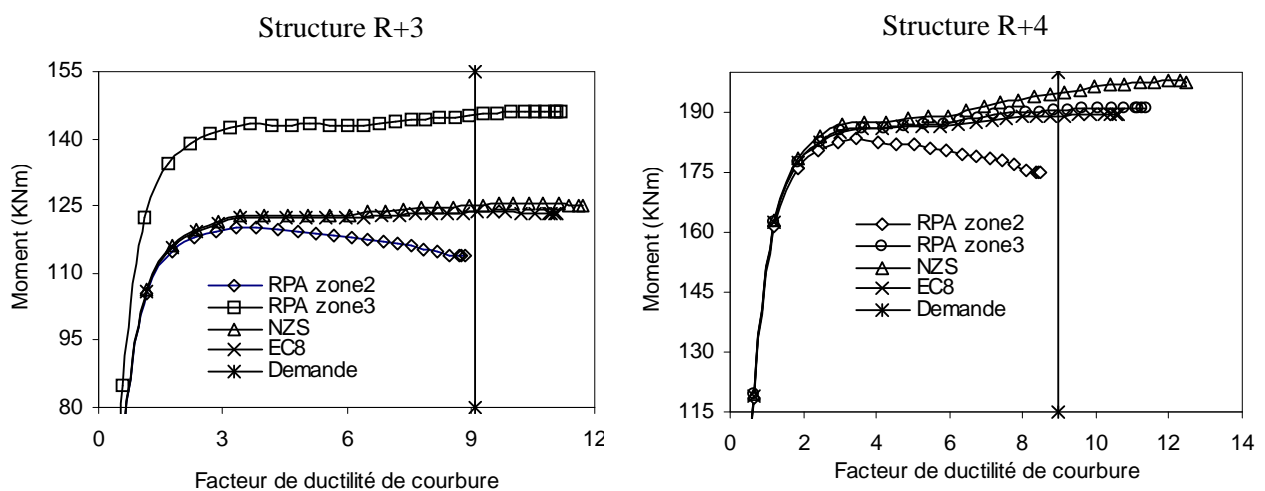 Structure R+3
155
140
125
110
95
80
Moment (KNm)
RPA zone2
RPA zone3
NZS
EC8
Demande
0 3 6 9 12
Facteur de ductilité de courbure
Structure R+4
190
175
160
145
130
115
Moment (KNm)
RPA zone2
RPA zone3
NZS
EC8
Demande
0 2 4 6 8 10 12 14
Facteur de ductilité de courbure